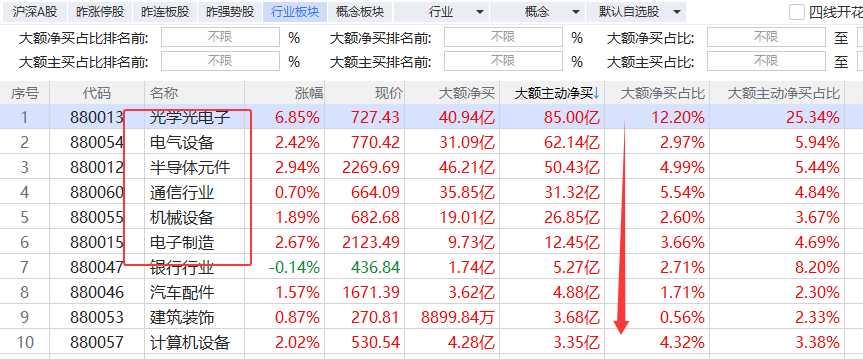 沪深A股 昨涨停股 昨连板股 昨强势股 行业板块 概念板块 行业 概念 默认自选股 四线开花
大额净买占比排名前: 不限 % 大额净买排名前: 不限 % 大额净买占比: 不限 至 不限
大额主买占比排名前: 不限 % 大额主买排名前: 不限 % 大额主买占比: 不限 至 不限
序号 代码 名称 涨幅 现价 大额净买 大额主动净买↓ 大额净买占比 大额主动净买占比
1 880013 光学光电子 6.85% 727.43 40.94亿 85.00亿 12.20% 25.34%
2 880054 电气设备 2.42% 770.42 31.09亿 62.14亿 2.97% 5.94%
3 880012 半导体元件 2.94% 2269.69 46.21亿 50.43亿 4.99% 5.44%
4 880060 通信行业 0.70% 664.09 35.85亿 31.32亿 5.54% 4.84%
5 880055 机械设备 1.89% 682.68 19.01亿 26.85亿 2.60% 3.67%
6 880015 电子制造 2.67% 2123.49 9.73亿 12.45亿 3.66% 4.69%
7 880047 银行行业 -0.14% 436.84 1.74亿 5.27亿 2.71% 8.20%
8 880046 汽车配件 1.57% 1671.39 3.62亿 4.88亿 1.71% 2.30%
9 880053 建筑装饰 0.87% 270.81 8899.84万 3.68亿 0.56% 2.33%
10 880057 计算机设备 2.02% 530.54 4.28亿 3.35亿 4.32% 3.38%